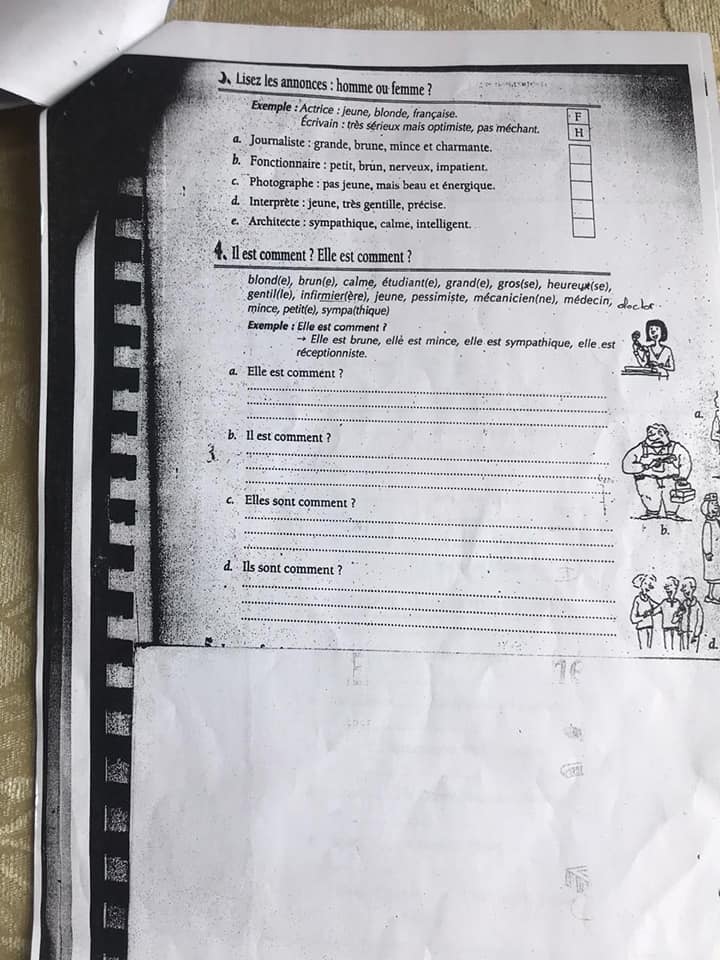 3. Lisez les annonces : homme ou femme ?
Exemple : Actrice : jeune, blonde, française.
F
Écrivain : très sérieux mais optimiste, pas méchant.
H
a. Journaliste : grande, brune, mince et charmante.
b. Fonctionnaire : petit, brun, nerveux, impatient.
c. Photographe : pas jeune, mais beau et énergique.
d. Interprète : jeune, très gentille, précise.
e. Architecte : sympathique, calme, intelligent.
4. Il est comment ? Elle est comment ?
blond(e), brun(e), calme, étudiant(e), grand(e), gros(se), heureux(se),
gentil(le), infirmier(ère), jeune, pessimiste, mécanicien(ne), médecin, doctor
mince, petit(e), sympa(thique)
Exemple : Elle est comment ?
→ Elle est brune, elle est mince, elle est sympathique, elle est
réceptionniste.
a. Elle est comment ?
a.
b. Il est comment ?
3
b.
c. Elles sont comment ?
d. Ils sont comment ?
d.